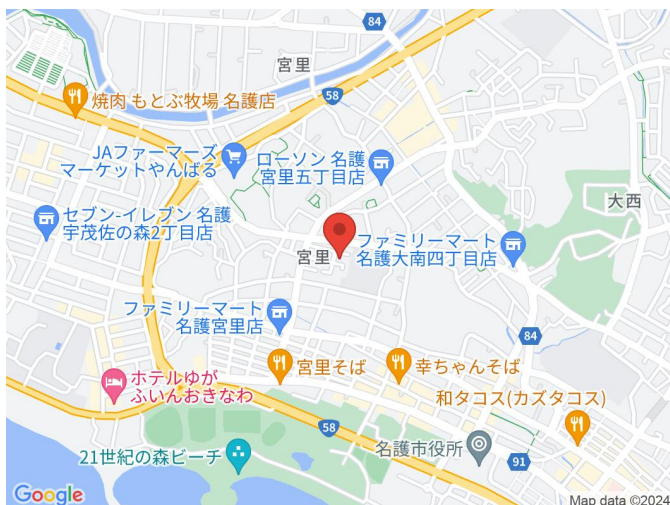 84
宮里
58
焼肉 もとぶ牧場 名護店
JAファーマーズ
マーケットやんばる
ローソン 名護
宮里五丁目店
大西
セブン-イレブン 名護
宇茂佐の森2丁目店
宮里
ファミリーマート
名護大南四丁目店
ファミリーマート
名護宮里店
84
宮里そば
幸ちゃんそば
ホテルゆが
ふいんおきなわ
和タコス(カズタコス)
58
21世紀の森ビーチ
名護市役所
91
Google
Map data ©2024